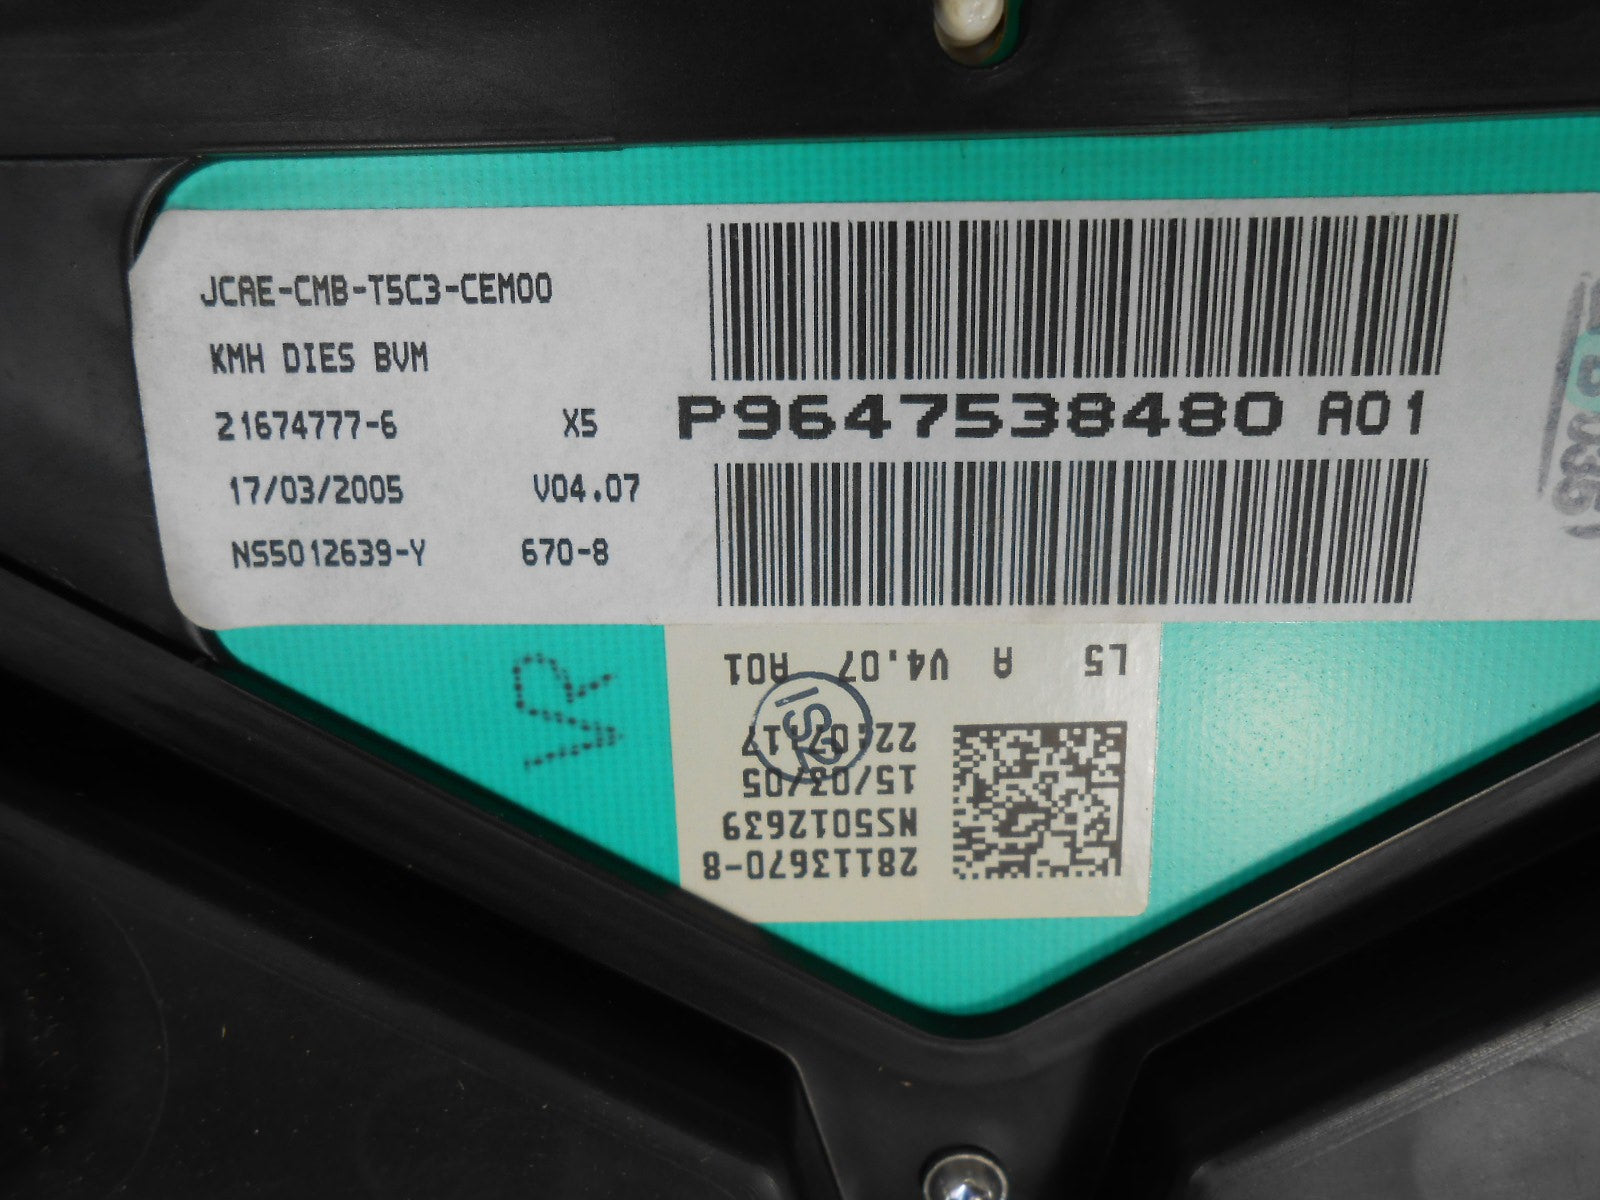 JCAE-CMB-T5C3-CEM00
KMH DIES BVM
21674777-6 X5
17/03/2005 V04.07
NS5012639-Y 670-8
P9647538480 A01
VR
28113670-8
NS5012639
15/03/05
22:07:17
L5 A V4.07 A01